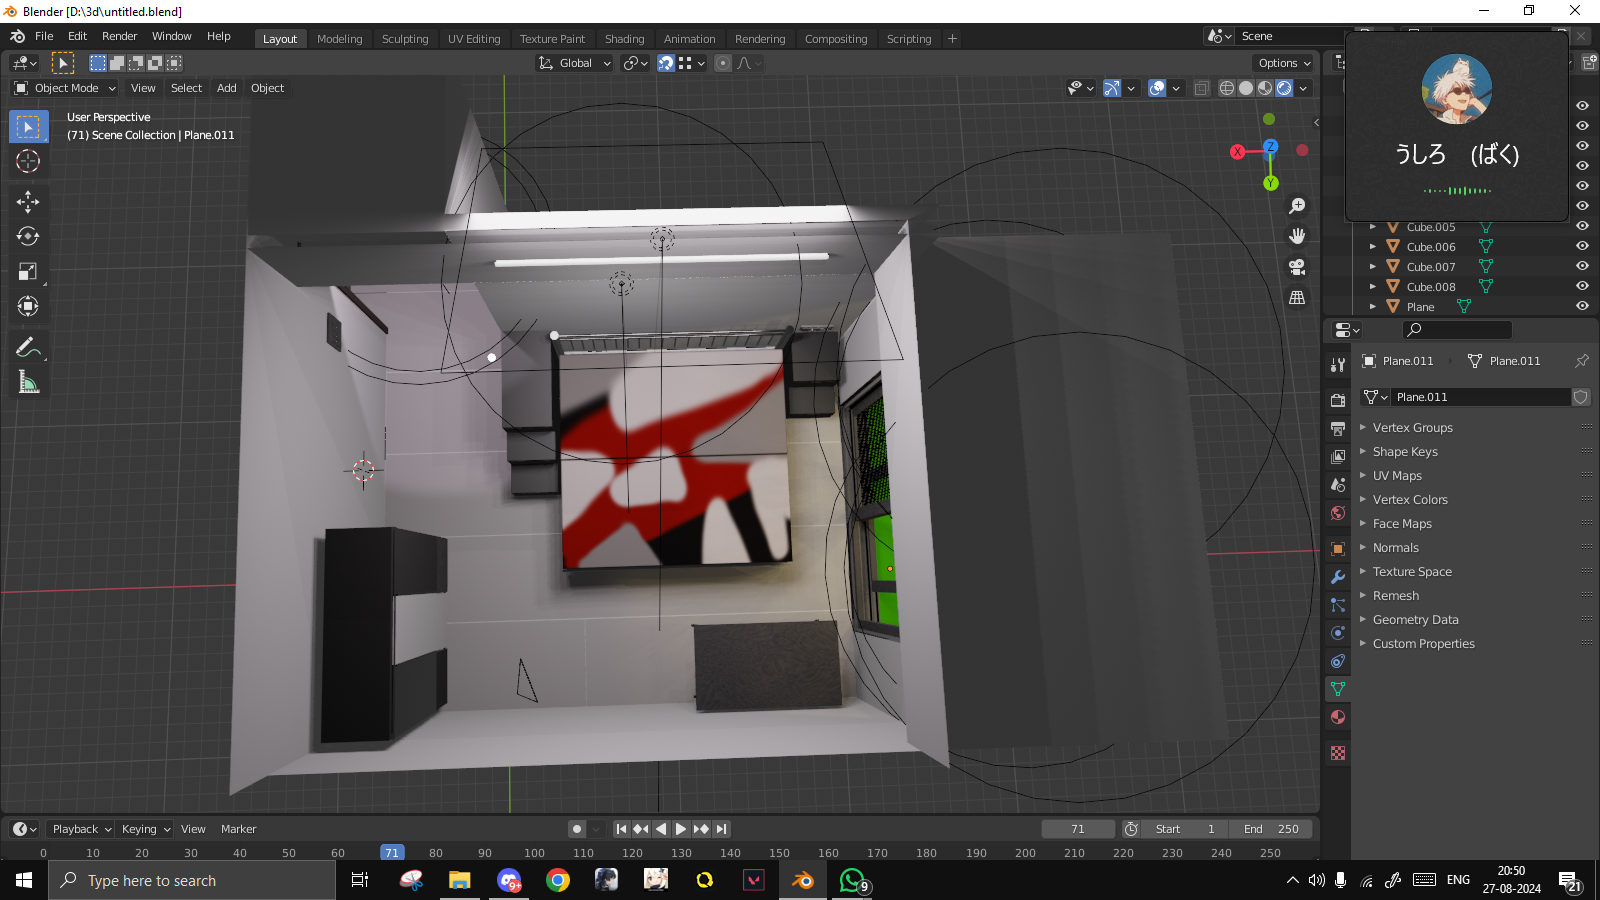 Blender [D:\3d\untitled.blend]
File Edit Render Window Help
Layout Modeling Sculpting UV Editing Texture Paint Shading Animation Rendering Compositing Scripting +
Scene
Global
Options
Object Mode View Select Add Object
User Perspective
(71) Scene Collection | Plane.011
X Z Y
うしろ (ばく)
Cube.005
Cube.006
Cube.007
Cube.008
Plane
Plane.011 Plane.011
Plane.011
Vertex Groups
Shape Keys
UV Maps
Vertex Colors
Face Maps
Normals
Texture Space
Remesh
Geometry Data
Custom Properties
Playback Keying View Marker
71 Start 1 End 250
0 10 20 30 40 50 60 71 80 90 100 110 120 130 140 150 160 170 180 190 200 210 220 230 240 250
Type here to search
9+
9
ENG
20:50
27-08-2024
21